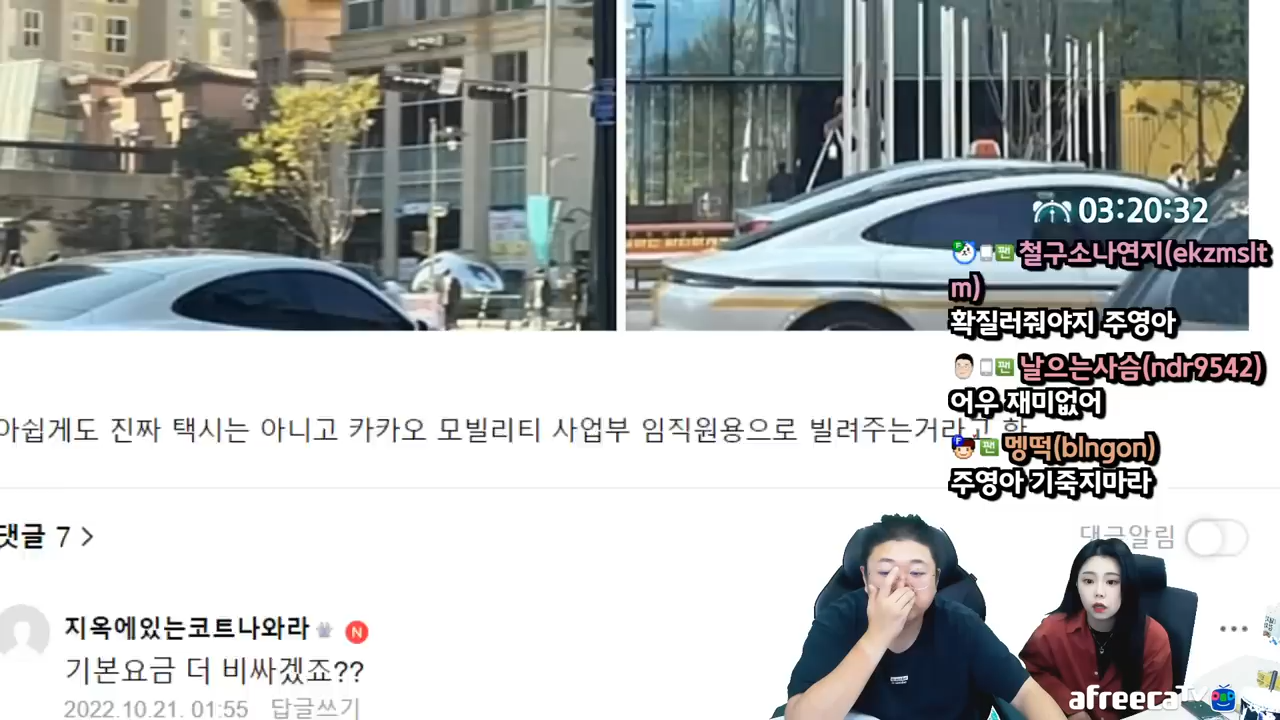 03:20:32
철구소나연지(ekzmslt
m)
확질러줘야지 주영아
날으는사슴(ndr9542)
어우 재미없어
멩떡(blngon)
주영아 기죽지마라
아쉽게도 진짜 택시는 아니고 카카오 모빌리티 사업부 임직원용으로 빌려주는거라고 함
댓글 7 >
댓글알림
지옥에있는코트나와라 N
기본요금 더 비싸겠죠??
2022.10.21. 01:55 답글쓰기
afreecaTV